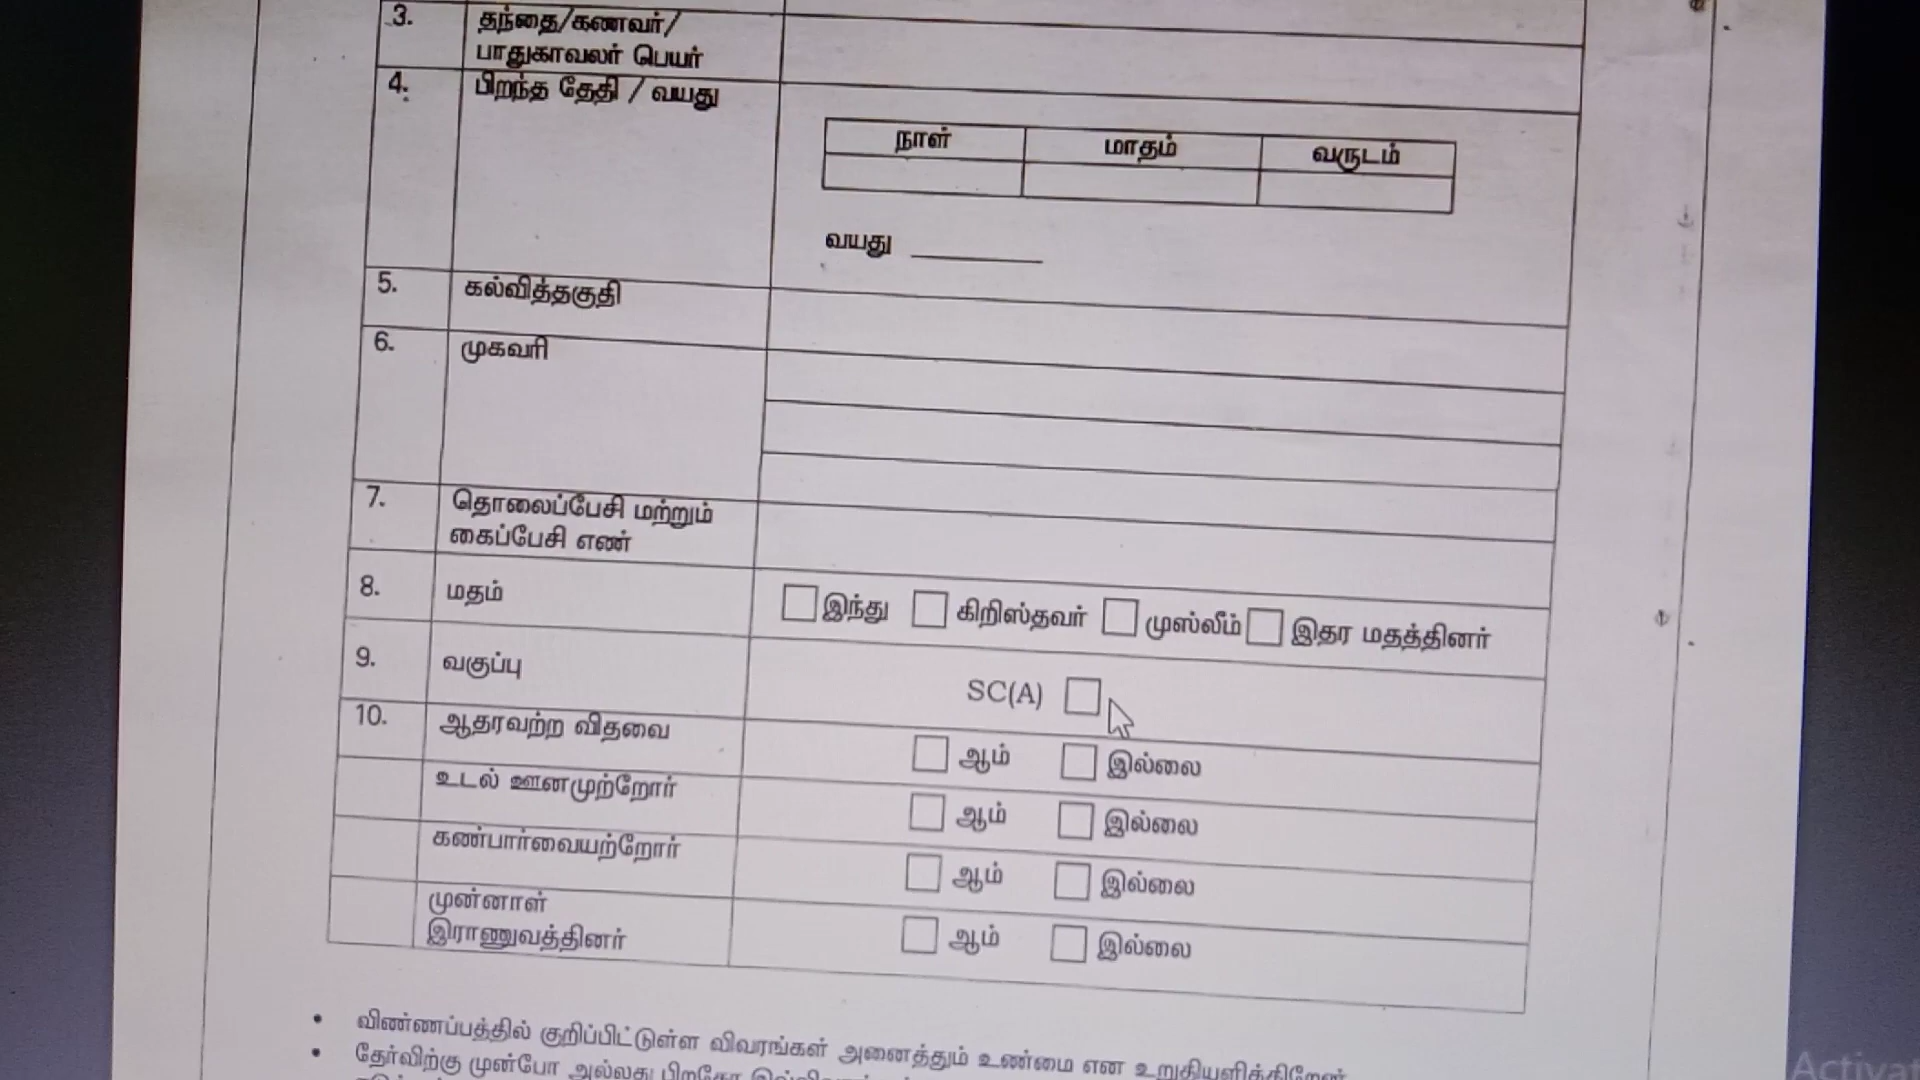 3. தந்தை/கணவர்/
பாதுகாவலர் பெயர்
4. பிறந்த தேதி / வயது
நாள் மாதம் வருடம்
வயது
5. கல்வித்தகுதி
6. முகவரி
7. தொலைப்பேசி மற்றும்
கைப்பேசி எண்
8. மதம் இந்து கிறிஸ்தவர் முஸ்லீம் இதர மதத்தினர்
9. வகுப்பு SC(A)
10. ஆதரவற்ற விதவை ஆம் இல்லை
உடல் ஊனமுற்றோர் ஆம் இல்லை
கண்பார்வையற்றோர் ஆம் இல்லை
முன்னாள்
இராணுவத்தினர் ஆம் இல்லை
• விண்ணப்பத்தில் குறிப்பிட்டுள்ள விவரங்கள் அனைத்தும் உண்மை என உறுதியளிக்கிறேன்
• தேர்விற்கு முன்போ அல்லது பிறகோ
Activat